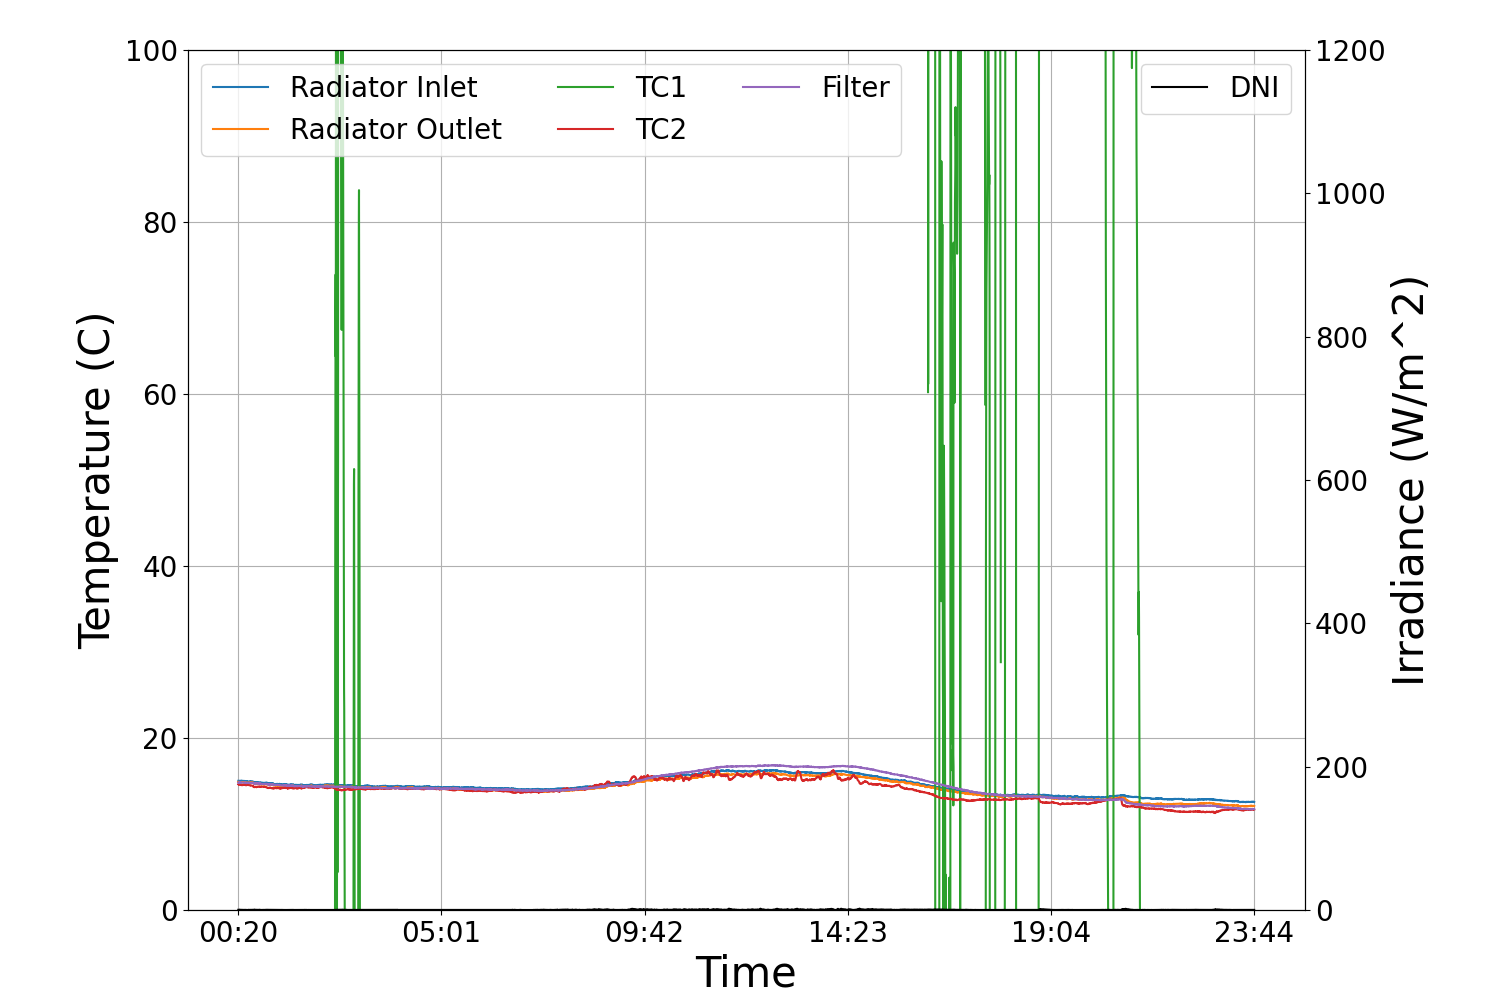 100
80
60
40
20
0
Temperature (C)
Radiator Inlet
Radiator Outlet
TC1
TC2
Filter
DNI
1200
1000
800
600
400
200
0
Irradiance (W/m^2)
00:20 05:01 09:42 14:23 19:04 23:44
Time